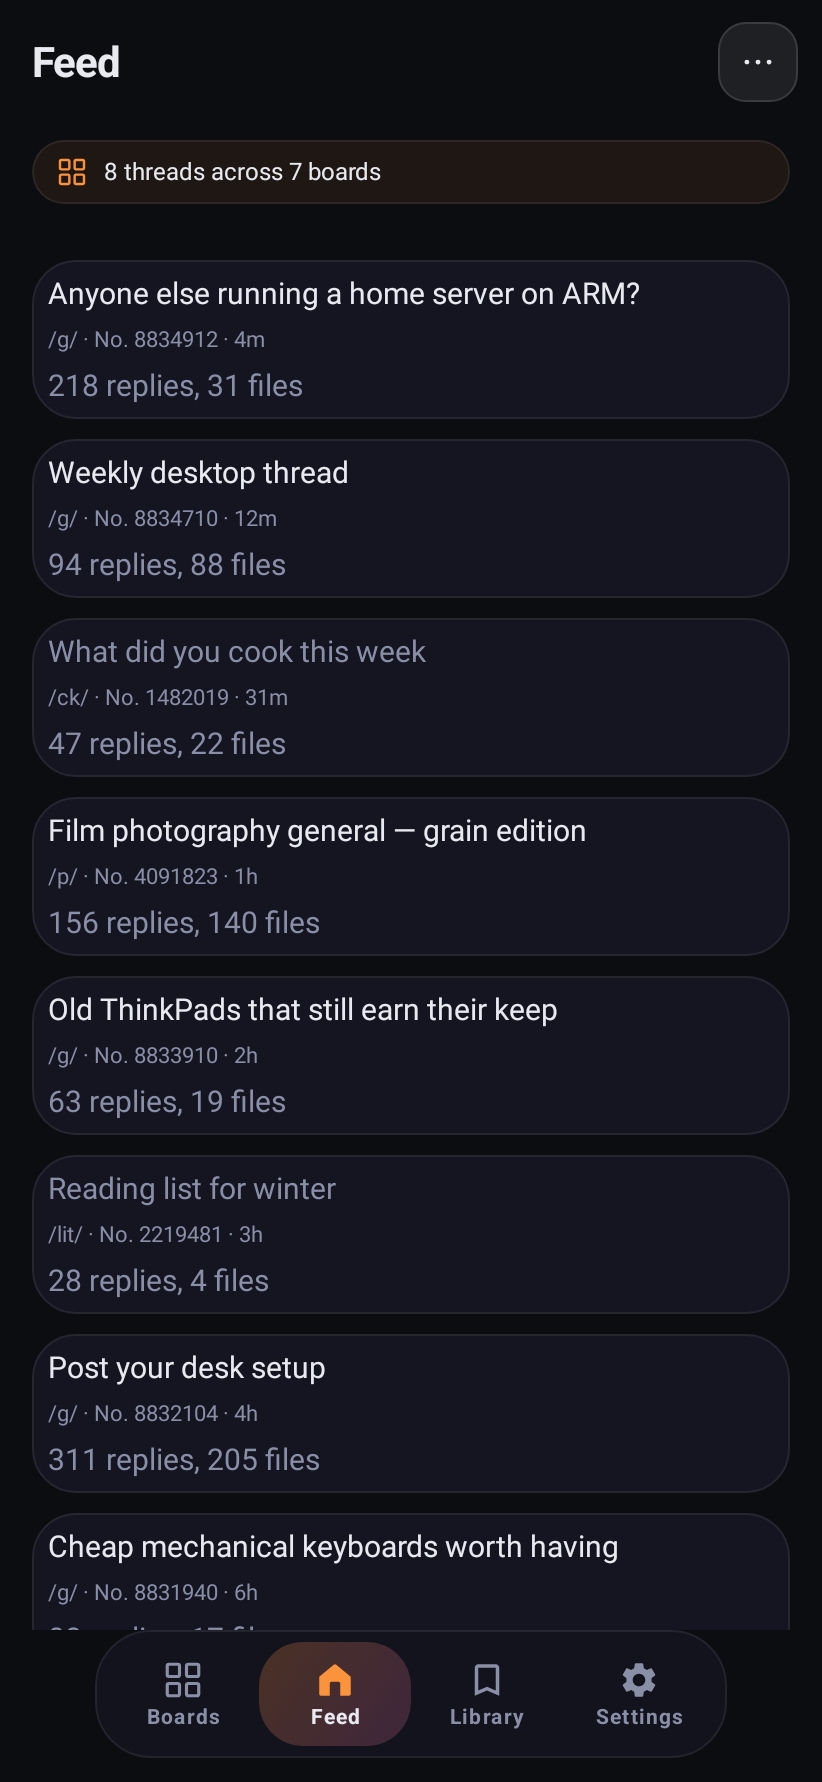 Feed
8 threads across 7 boards
Anyone else running a home server on ARM?
/g/ · No. 8834912 · 4m
218 replies, 31 files
Weekly desktop thread
/g/ · No. 8834710 · 12m
94 replies, 88 files
What did you cook this week
/ck/ · No. 1482019 · 31m
47 replies, 22 files
Film photography general — grain edition
/p/ · No. 4091823 · 1h
156 replies, 140 files
Old ThinkPads that still earn their keep
/g/ · No. 8833910 · 2h
63 replies, 19 files
Reading list for winter
/lit/ · No. 2219481 · 3h
28 replies, 4 files
Post your desk setup
/g/ · No. 8832104 · 4h
311 replies, 205 files
Cheap mechanical keyboards worth having
/g/ · No. 8831940 · 6h
Boards
Feed
Library
Settings